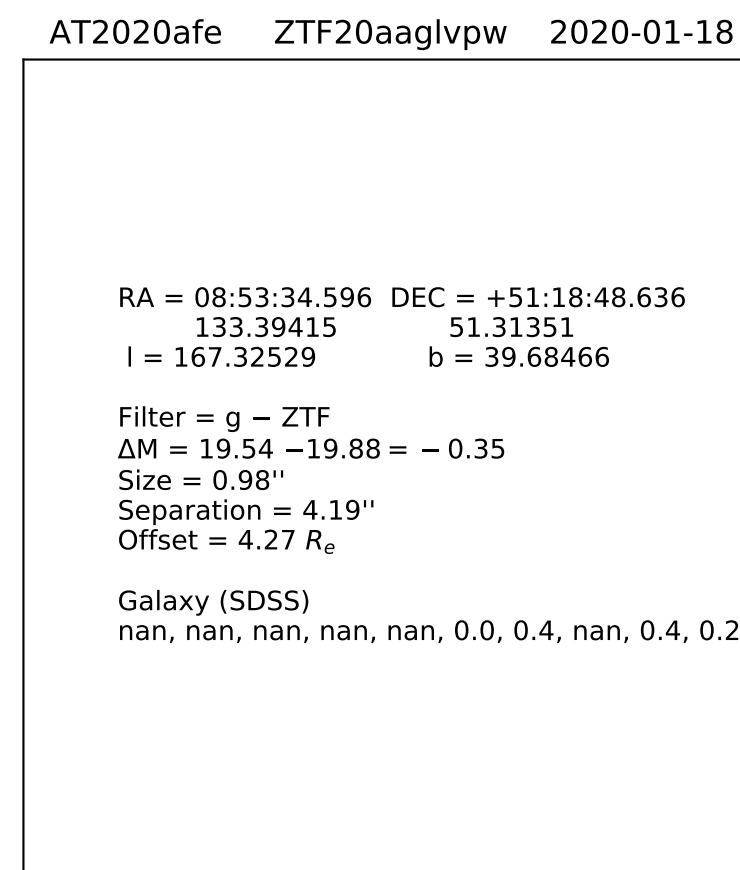 AT2020afe ZTF20aaglvpw 2020-01-18
RA = 08:53:34.596 DEC = +51:18:48.636
133.39415 51.31351
l = 167.32529 b = 39.68466
Filter = g − ZTF
ΔM = 19.54 −19.88 = − 0.35
Size = 0.98''
Separation = 4.19''
Offset = 4.27 Rₑ
Galaxy (SDSS)
nan, nan, nan, nan, nan, 0.0, 0.4, nan, 0.4, 0.2